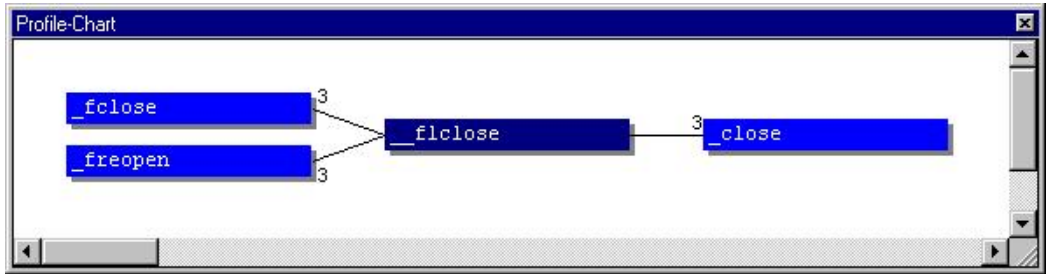 Profile-Chart
_fclose
3
_freopen
3
__flclose
3
_close